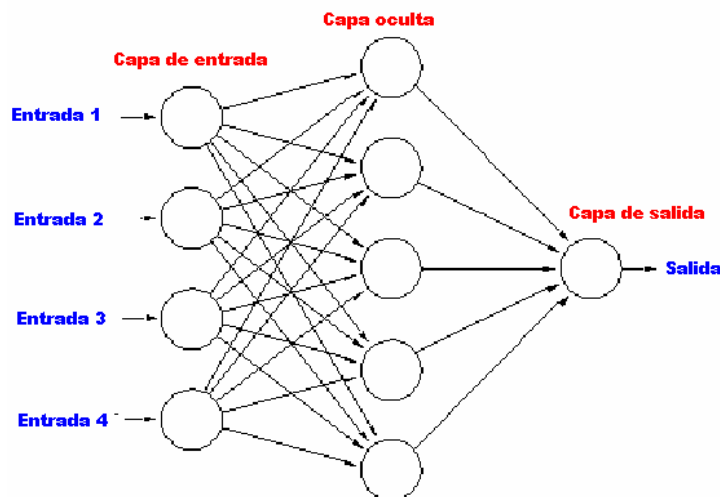 Capa oculta
Capa de entrada
Entrada 1
Entrada 2
Capa de salida
Salida
Entrada 3
Entrada 4